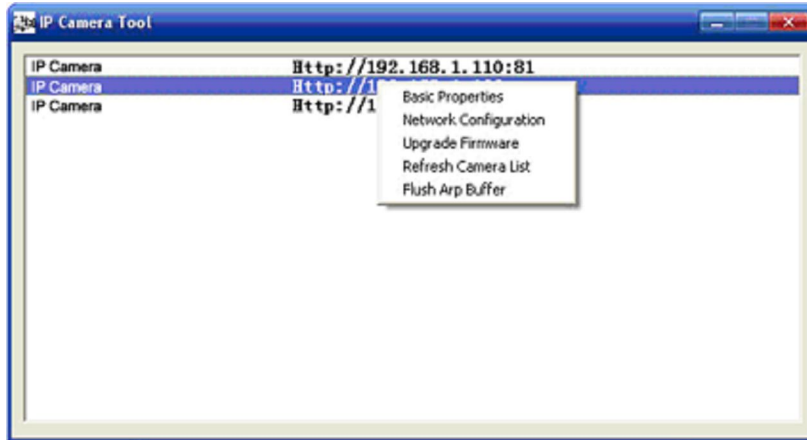 IP Camera Tool
IP Camera Http://192.168.1.110:81
IP Camera Http://1
IP Camera Http://1
Basic Properties
Network Configuration
Upgrade Firmware
Refresh Camera List
Flush Arp Buffer